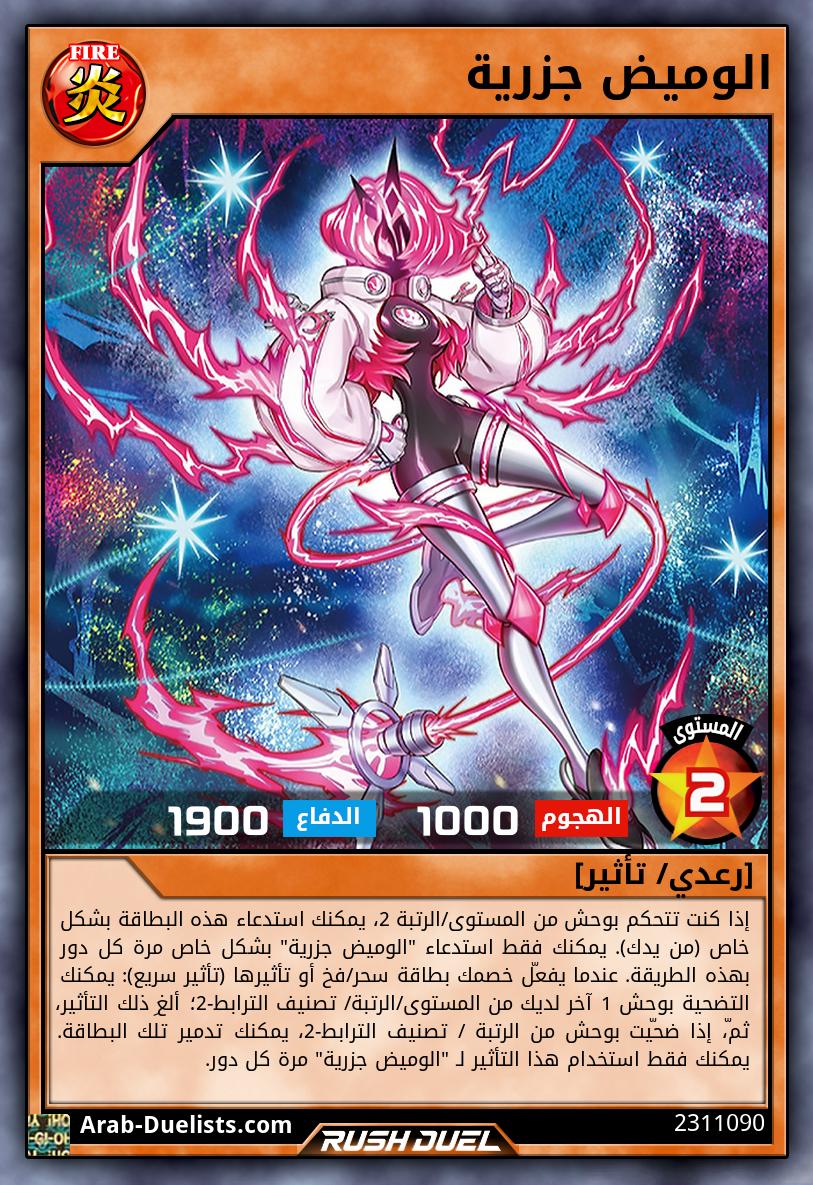 FIRE
炎
الوميض جزرية
المستوى
2
الهجوم 1000 الدفاع 1900
[رعدي/ تأثير]
إذا كنت تتحكم بوحش من المستوى/الرتبة 2، يمكنك استدعاء هذه البطاقة بشكل
خاص (من يدك). يمكنك فقط استدعاء "الوميض جزرية" بشكل خاص مرة كل دور
بهذه الطريقة. عندما يفعلّ خصمك بطاقة سحر/فخ أو تأثيرها (تأثير سريع): يمكنك
التضحية بوحش 1 آخر لديك من المستوى/الرتبة/ تصنيف الترابط-2؛ ألغِ ذلك التأثير،
ثمّ، إذا ضحيّت بوحش من الرتبة / تصنيف الترابط-2، يمكنك تدمير تلك البطاقة.
يمكنك فقط استخدام هذا التأثير لـ "الوميض جزرية" مرة كل دور.
Arab-Duelists.com
RUSH DUEL
2311090